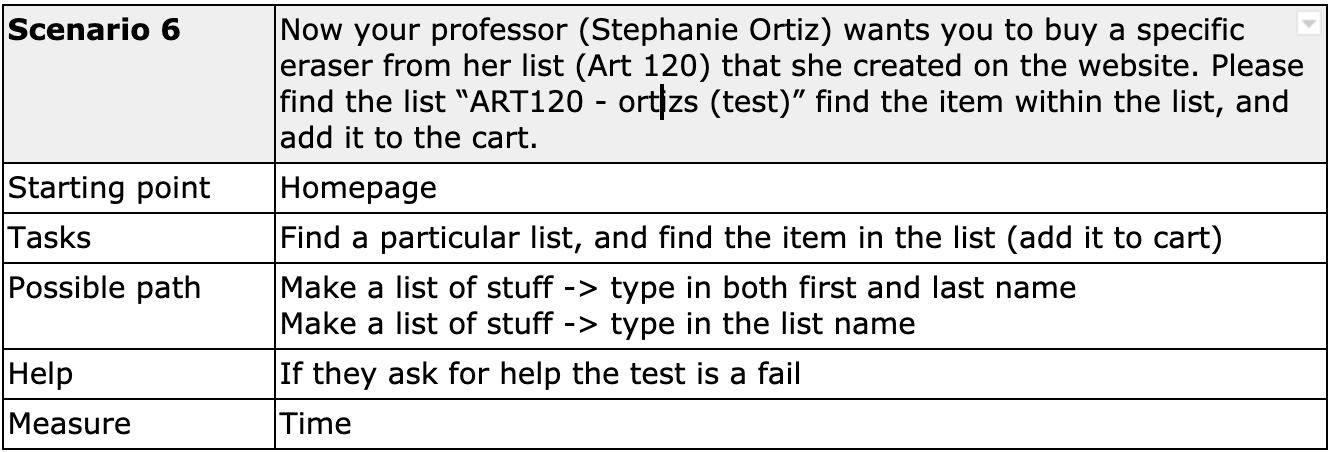 Scenario 6
Now your professor (Stephanie Ortiz) wants you to buy a specific
eraser from her list (Art 120) that she created on the website. Please
find the list “ART120 - ortizs (test)” find the item within the list, and
add it to the cart.
Starting point
Homepage
Tasks
Find a particular list, and find the item in the list (add it to cart)
Possible path
Make a list of stuff -> type in both first and last name
Make a list of stuff -> type in the list name
Help
If they ask for help the test is a fail
Measure
Time